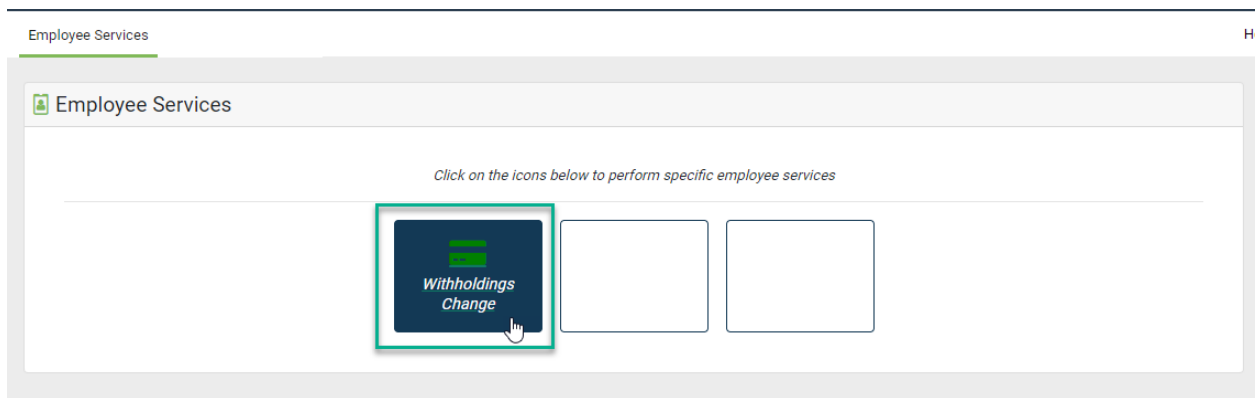 Employee Services
Employee Services
Click on the icons below to perform specific employee services
Withholdings
Change